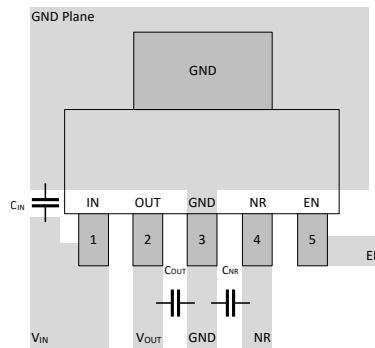 GND Plane
GND
CIN
IN OUT GND NR EN
1 2 3 4 5
COUT CNR
E
VIN VOUT GND NR